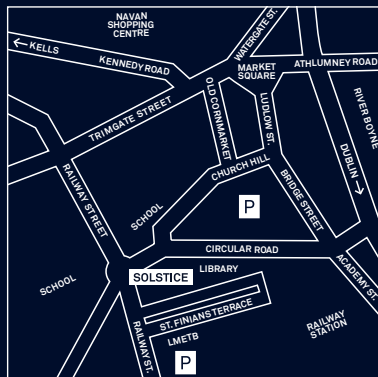 NAVAN
SHOPPING
CENTRE
← KELLS
KENNEDY ROAD
WATERGATE ST.
MARKET
SQUARE
ATHLUMNEY ROAD
TRIMGATE STREET
OLD CORNMARKET
LUDLOW ST.
RIVER BOYNE
DUBLIN →
CHURCH HILL
BRIDGE STREET
RAILWAY STREET
SCHOOL
P
CIRCULAR ROAD
ACADEMY ST.
SCHOOL
SOLSTICE
LIBRARY
ST. FINIANS TERRACE
LMETB
RAILWAY ST.
P
RAILWAY
STATION